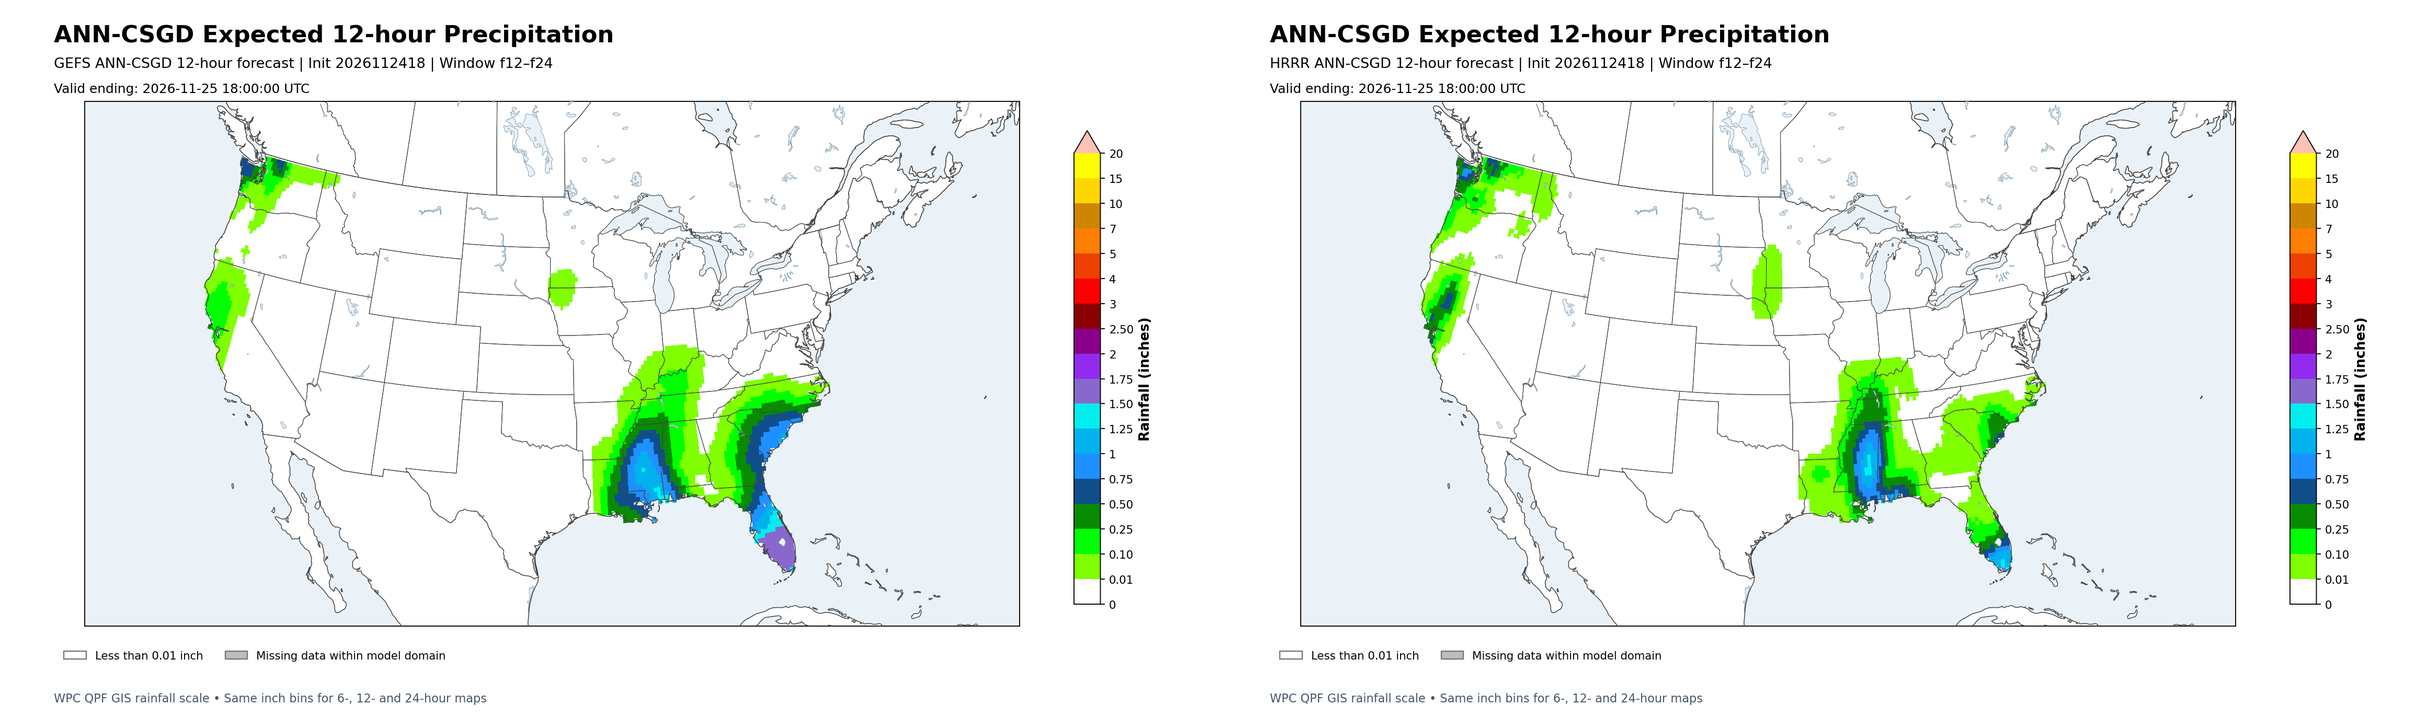 ANN-CSGD Expected 12-hour Precipitation
GEFS ANN-CSGD 12-hour forecast | Init 2026112418 | Window f12–f24
Valid ending: 2026-11-25 18:00:00 UTC
20
15
10
7
5
4
3
2.50
2
1.75
1.50
1.25
1
0.75
0.50
0.25
0.10
0.01
0
Rainfall (inches)
Less than 0.01 inch
Missing data within model domain
WPC QPF GIS rainfall scale • Same inch bins for 6-, 12- and 24-hour maps
ANN-CSGD Expected 12-hour Precipitation
HRRR ANN-CSGD 12-hour forecast | Init 2026112418 | Window f12–f24
Valid ending: 2026-11-25 18:00:00 UTC
20
15
10
7
5
4
3
2.50
2
1.75
1.50
1.25
1
0.75
0.50
0.25
0.10
0.01
0
Rainfall (inches)
Less than 0.01 inch
Missing data within model domain
WPC QPF GIS rainfall scale • Same inch bins for 6-, 12- and 24-hour maps